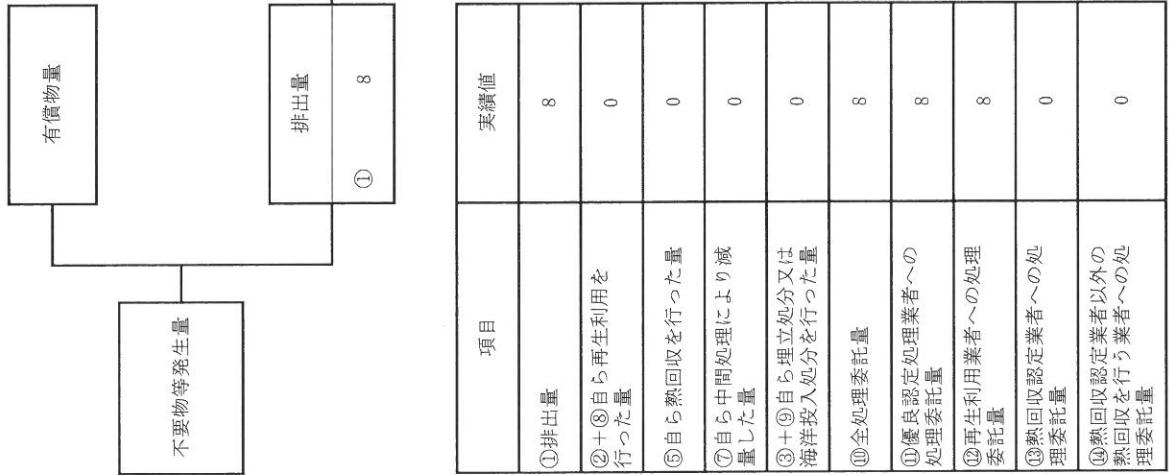 不要物等発生量
有償物量
排出量
① 8
項目 実績値
①排出量 8
②+⑧自ら再生利用を
行った量 0
⑤自ら熱回収を行った量 0
⑦自ら中間処理により減
量した量 0
③+⑨自ら埋立処分又は
海洋投入処分を行った量 0
⑩全処理委託量 8
⑪優良認定処理業者への
処理委託量 8
⑫再生利用業者への処理
委託量 8
⑬熱回収認定業者への処
理委託量 0
⑭熱回収認定業者以外の
熱回収を行う業者への処
理委託量 0